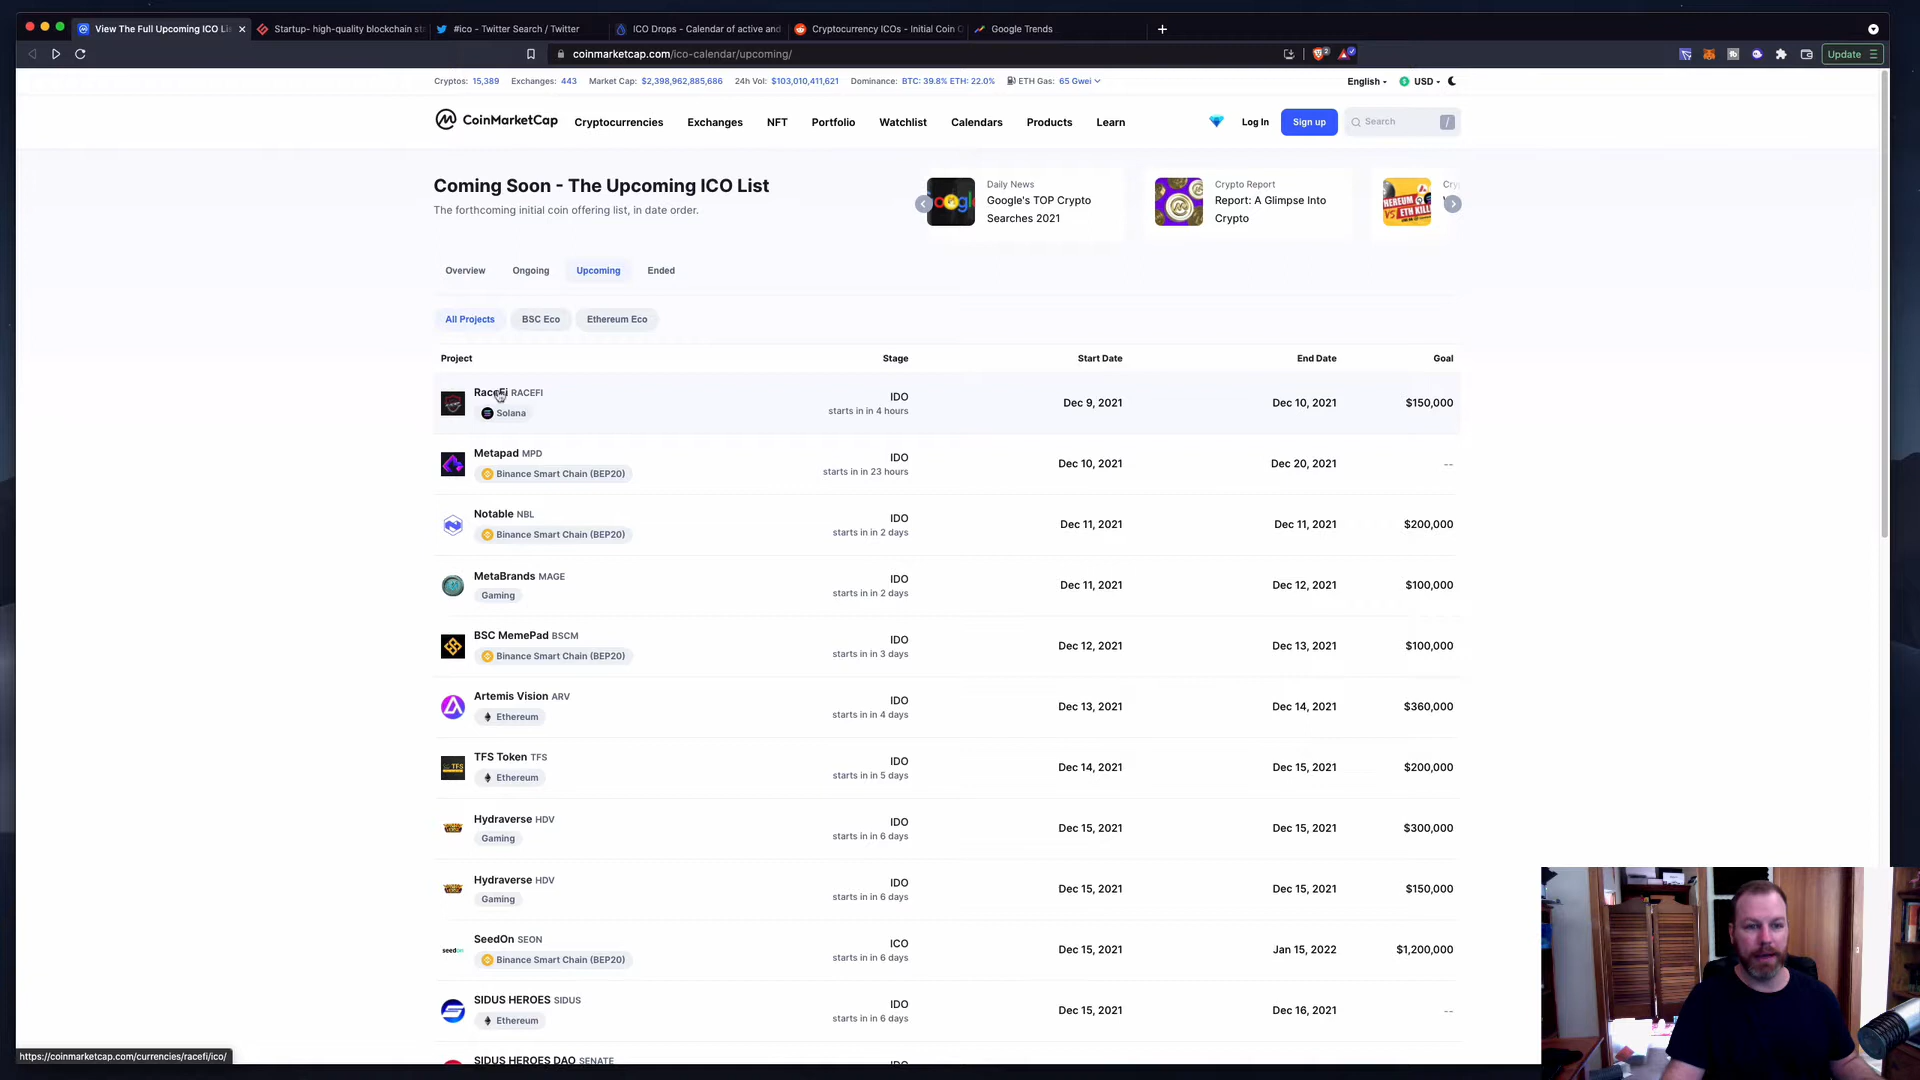 View The Full Upcoming ICO Li
Startup- high-quality blockchain st
#ico - Twitter Search / Twitter
ICO Drops - Calendar of active and
Cryptocurrency ICOs - Initial Coin O
Google Trends
coinmarketcap.com/ico-calendar/upcoming/
Update
Cryptos: 15,389 Exchanges: 443 Market Cap: $2,398,962,885,686 24h Vol: $103,010,411,621 Dominance: BTC: 39.8% ETH: 22.0% ETH Gas: 65 Gwei
English USD
CoinMarketCap Cryptocurrencies Exchanges NFT Portfolio Watchlist Calendars Products Learn
Log In Sign up Search /
Coming Soon - The Upcoming ICO List
The forthcoming initial coin offering list, in date order.
Daily News
Google's TOP Crypto
Searches 2021
Crypto Report
Report: A Glimpse Into
Crypto
Overview Ongoing Upcoming Ended
All Projects BSC Eco Ethereum Eco
Project Stage Start Date End Date Goal
RaceFi RACEFI
Solana
IDO
starts in in 4 hours
Dec 9, 2021 Dec 10, 2021 $150,000
Metapad MPD
Binance Smart Chain (BEP20)
IDO
starts in in 23 hours
Dec 10, 2021 Dec 20, 2021 --
Notable NBL
Binance Smart Chain (BEP20)
IDO
starts in in 2 days
Dec 11, 2021 Dec 11, 2021 $200,000
MetaBrands MAGE
Gaming
IDO
starts in in 2 days
Dec 11, 2021 Dec 12, 2021 $100,000
BSC MemePad BSCM
Binance Smart Chain (BEP20)
IDO
starts in in 3 days
Dec 12, 2021 Dec 13, 2021 $100,000
Artemis Vision ARV
Ethereum
IDO
starts in in 4 days
Dec 13, 2021 Dec 14, 2021 $360,000
TFS Token TFS
Ethereum
IDO
starts in in 5 days
Dec 14, 2021 Dec 15, 2021 $200,000
Hydraverse HDV
Gaming
IDO
starts in in 6 days
Dec 15, 2021 Dec 15, 2021 $300,000
Hydraverse HDV
Gaming
IDO
starts in in 6 days
Dec 15, 2021 Dec 15, 2021 $150,000
SeedOn SEON
Binance Smart Chain (BEP20)
ICO
starts in in 6 days
Dec 15, 2021 Jan 15, 2022 $1,200,000
SIDUS HEROES SIDUS
Ethereum
IDO
starts in in 6 days
Dec 15, 2021 Dec 16, 2021 --
SIDUS HEROES DAO SENATE
IDO
https://coinmarketcap.com/currencies/racefi/ico/